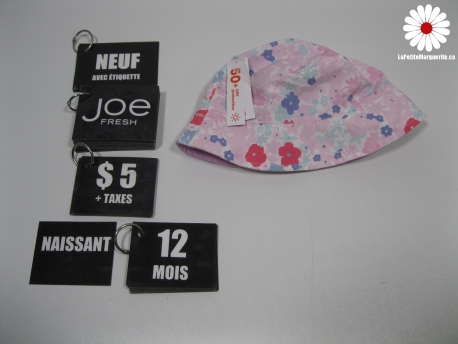 NEUF
AVEC ÉTIQUETTE
JOE
FRESH
$ 5
+ TAXES
NAISSANT
12
MOIS
50+
LaPetiteMarguerite.ca